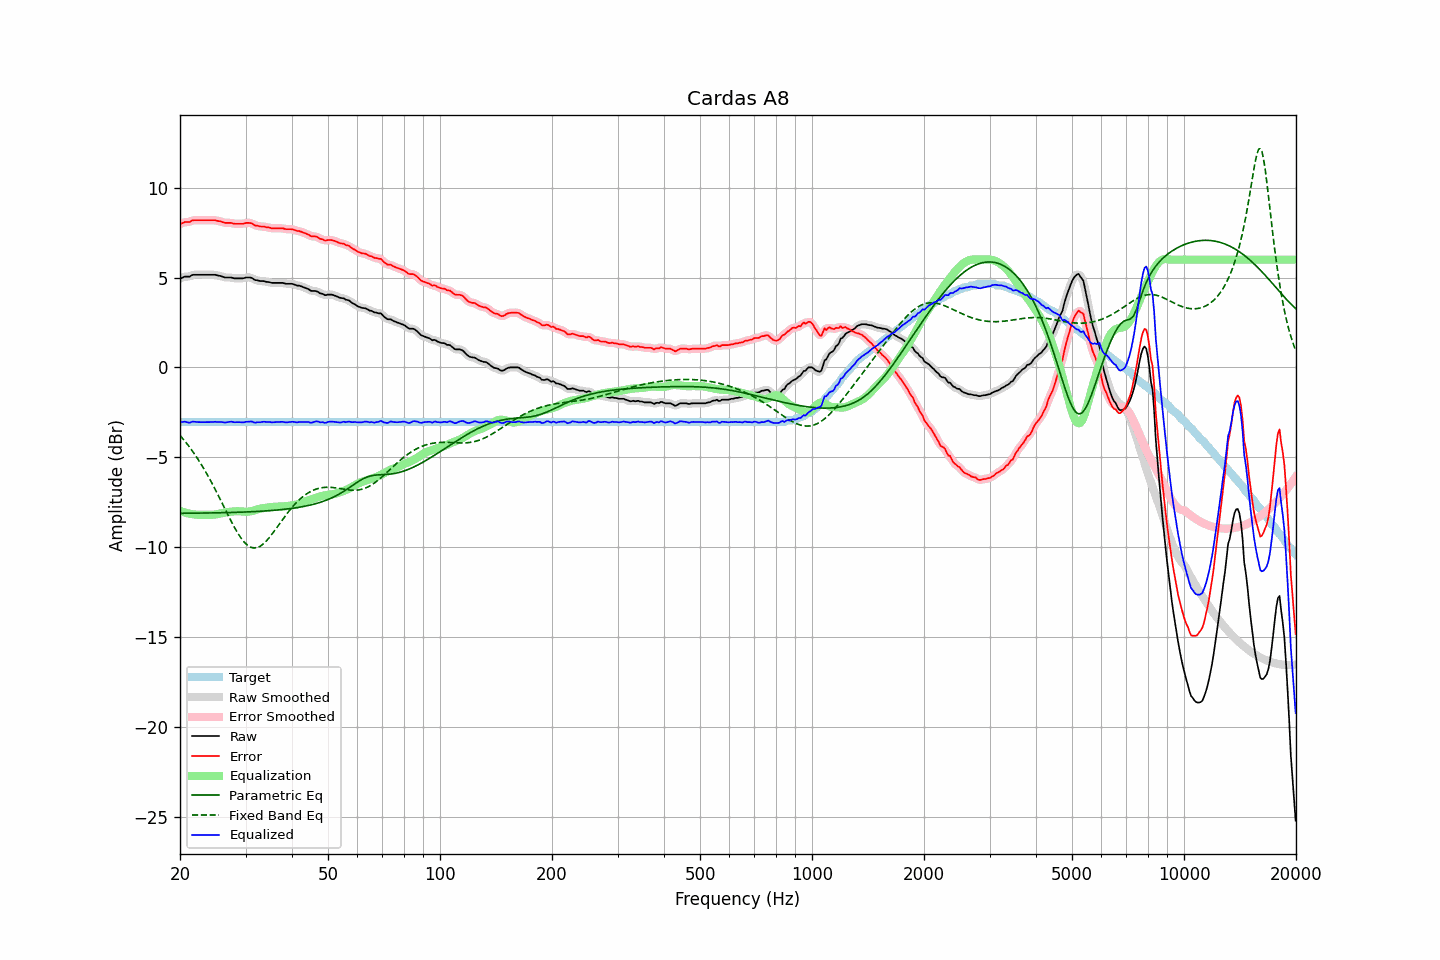 Cardas A8
Amplitude (dBr)
10
5
0
−5
−10
−15
−20
−25
Target
Raw Smoothed
Error Smoothed
Raw
Error
Equalization
Parametric Eq
Fixed Band Eq
Equalized
20 50 100 200 500 1000 2000 5000 10000 20000
Frequency (Hz)